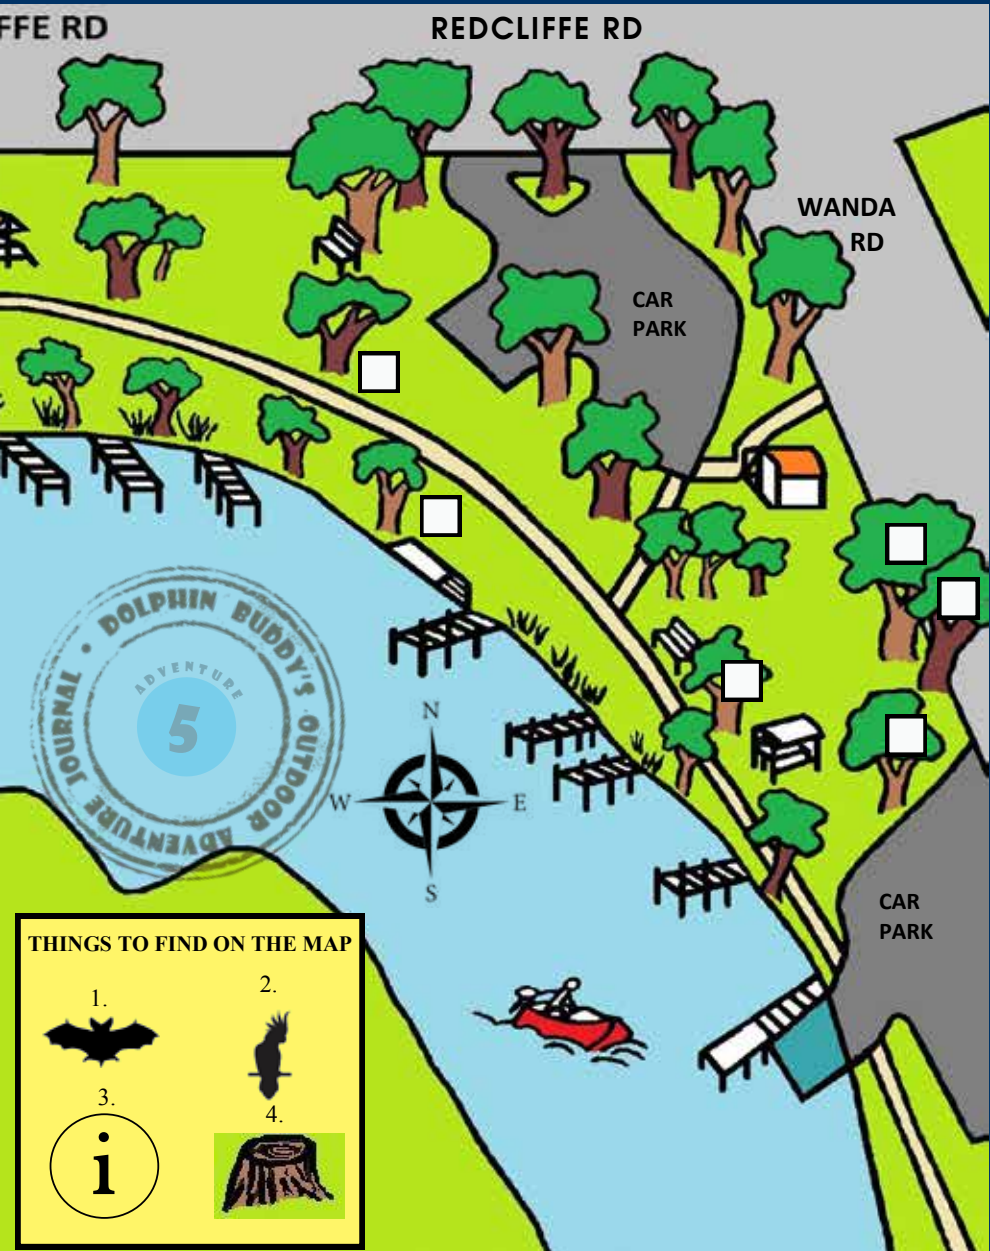 FFE RD
REDCLIFFE RD
WANDA
RD
CAR
PARK
DOLPHIN BUDDY'S OUTDOOR ADVENTURE JOURNAL •
ADVENTURE
5
N
W
E
S
CAR
PARK
THINGS TO FIND ON THE MAP
1.
2.
3.
4.
i